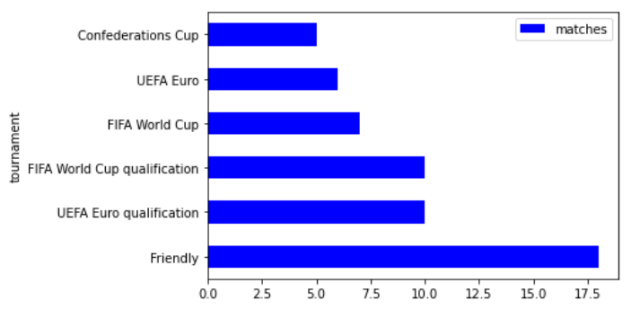 matches
Confederations Cup
UEFA Euro
FIFA World Cup
FIFA World Cup qualification
UEFA Euro qualification
Friendly
tournament
0.0 2.5 5.0 7.5 10.0 12.5 15.0 17.5